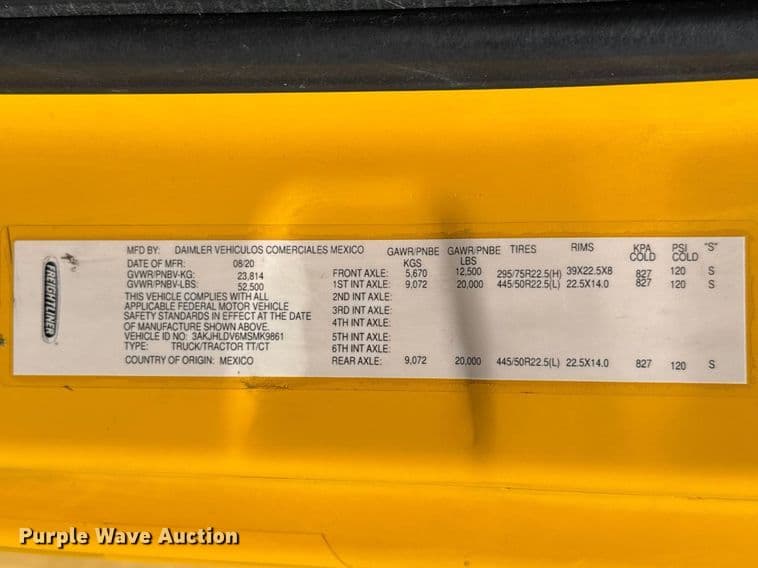 FREIGHTLINER
MFD BY: DAIMLER VEHICULOS COMERCIALES MEXICO
DATE OF MFR: 08/20
GVWR/PNBV-KG: 23,814
GVWR/PNBV-LBS: 52,500
THIS VEHICLE COMPLIES WITH ALL
APPLICABLE FEDERAL MOTOR VEHICLE
SAFETY STANDARDS IN EFFECT AT THE DATE
OF MANUFACTURE SHOWN ABOVE.
VEHICLE ID NO: 3AKJHLDV6MSMK9861
TYPE: TRUCK/TRACTOR TT/CT
COUNTRY OF ORIGIN: MEXICO
GAWR/PNBE KGS GAWR/PNBE LBS TIRES RIMS KPA COLD PSI COLD "S"
FRONT AXLE: 5,670 12,500 295/75R22.5(H) 39X22.5X8 827 120 S
1ST INT AXLE: 9,072 20,000 445/50R22.5(L) 22.5X14.0 827 120 S
2ND INT AXLE:
3RD INT AXLE:
4TH INT AXLE:
5TH INT AXLE:
6TH INT AXLE:
REAR AXLE: 9,072 20,000 445/50R22.5(L) 22.5X14.0 827 120 S
Purple Wave Auction